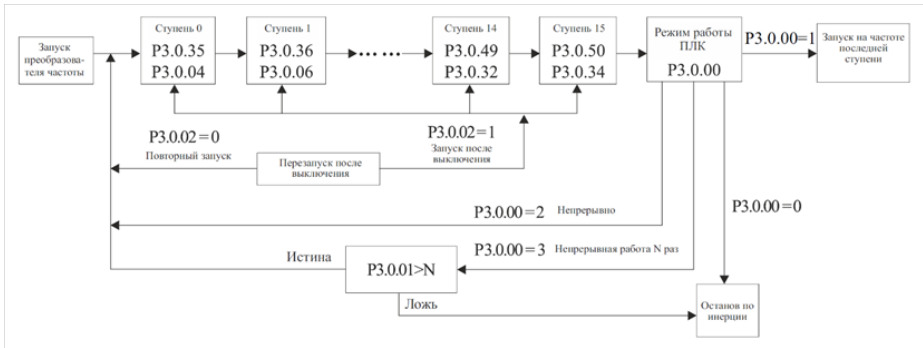 Запуск
преобразова-
теля частоты
Ступень 0
P3.0.35
P3.0.04
Ступень 1
P3.0.36
P3.0.06
Ступень 14
P3.0.49
P3.0.32
Ступень 15
P3.0.50
P3.0.34
Режим работы
ПЛК
P3.0.00
P3.0.00=1
Запуск на частоте
последней
ступени
P3.0.02=0
Повторный запуск
Перезапуск после
выключения
P3.0.02=1
Запуск после
выключения
P3.0.00=2 Непрерывно
P3.0.00=0
P3.0.00=3 Непрерывная работа N раз
Истина
P3.0.01>N
Ложь
Останов по
инерции